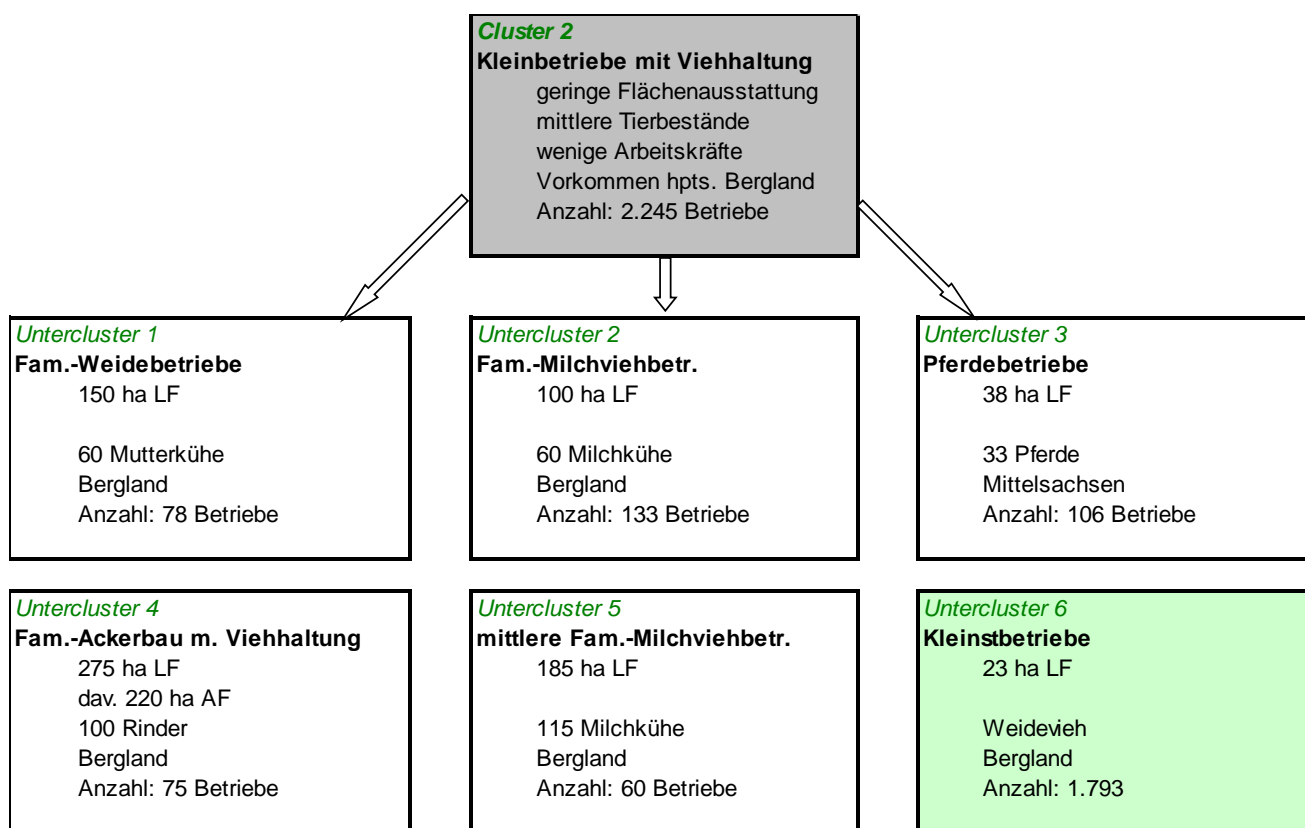 Cluster 2
Kleinbetriebe mit Viehhaltung
geringe Flächenausstattung
mittlere Tierbestände
wenige Arbeitskräfte
Vorkommen hpts. Bergland
Anzahl: 2.245 Betriebe
Untercluster 1
Fam.-Weidebetriebe
150 ha LF
60 Mutterkühe
Bergland
Anzahl: 78 Betriebe
Untercluster 2
Fam.-Milchviehbetr.
100 ha LF
60 Milchkühe
Bergland
Anzahl: 133 Betriebe
Untercluster 3
Pferdebetriebe
38 ha LF
33 Pferde
Mittelsachsen
Anzahl: 106 Betriebe
Untercluster 4
Fam.-Ackerbau m. Viehhaltung
275 ha LF
dav. 220 ha AF
100 Rinder
Bergland
Anzahl: 75 Betriebe
Untercluster 5
mittlere Fam.-Milchviehbetr.
185 ha LF
115 Milchkühe
Bergland
Anzahl: 60 Betriebe
Untercluster 6
Kleinstbetriebe
23 ha LF
Weidevieh
Bergland
Anzahl: 1.793